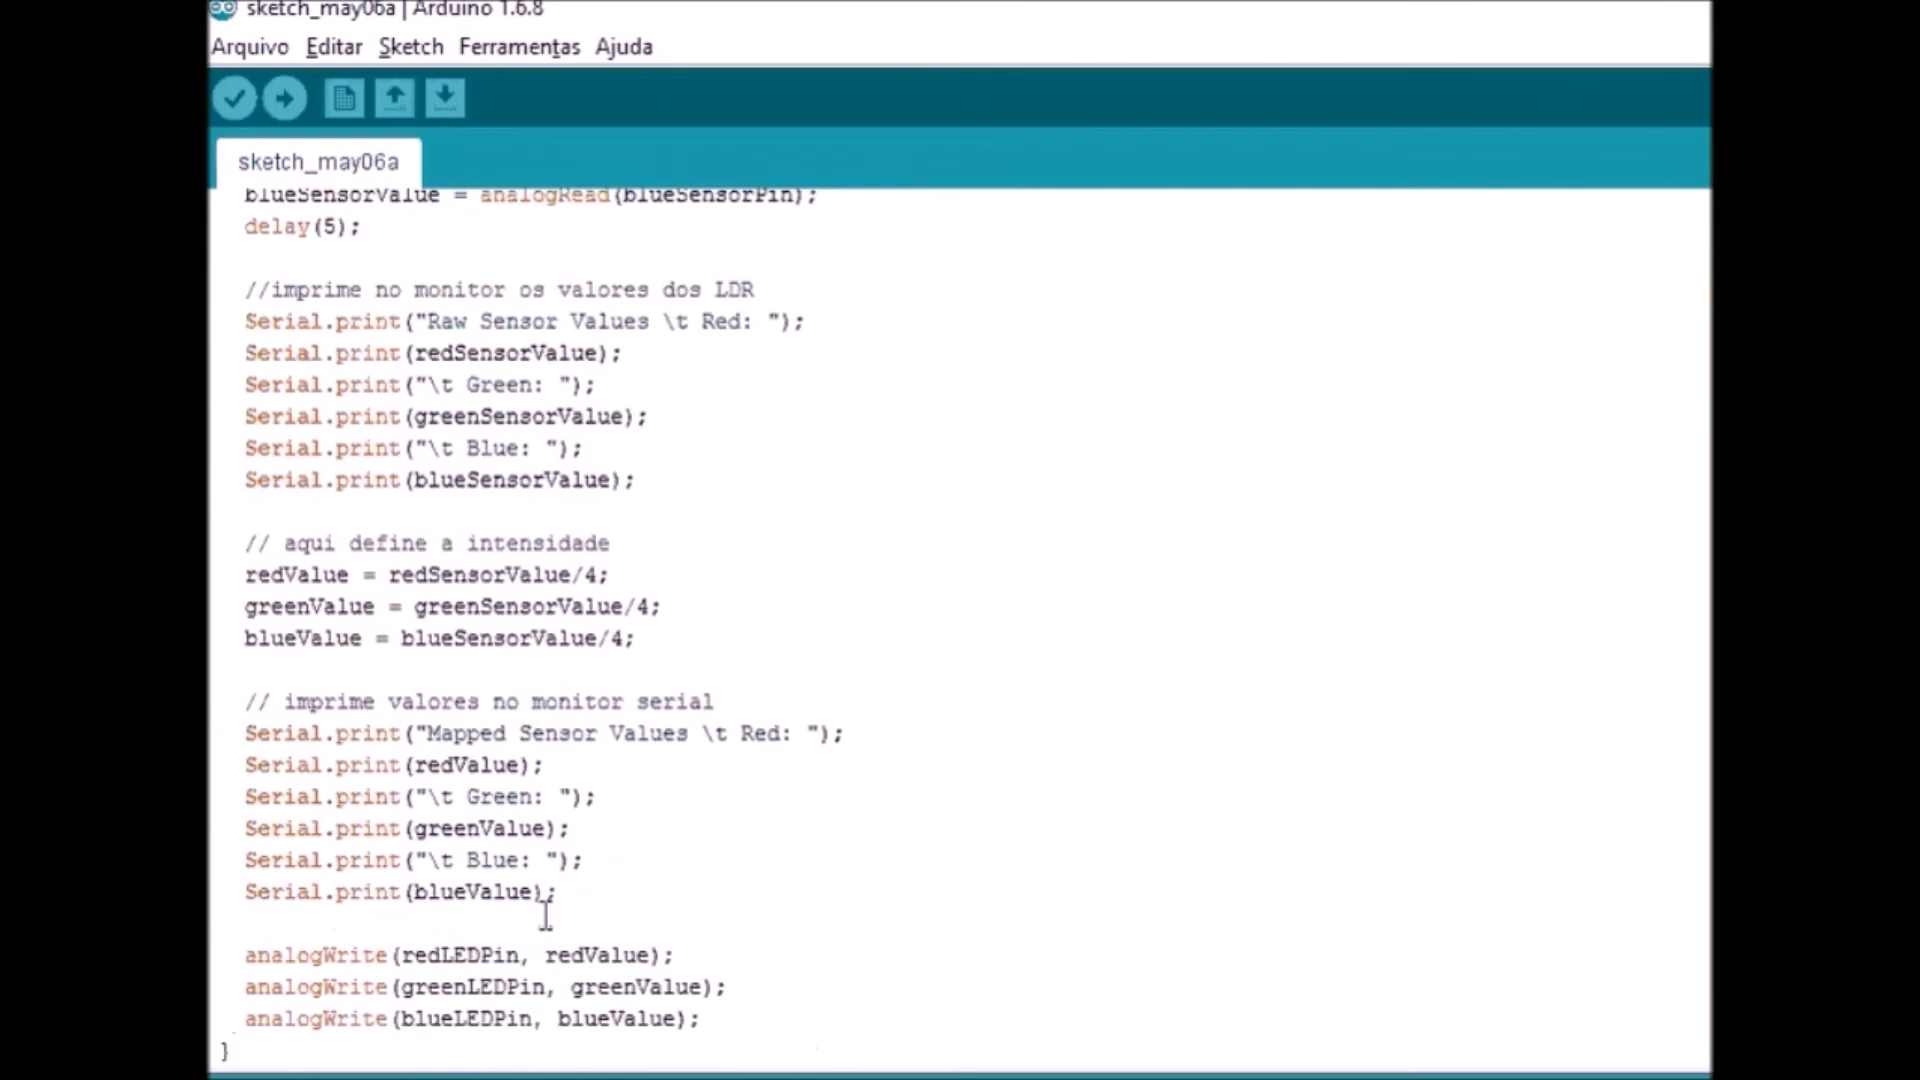 sketch_may06a | Arduino 1.6.8
Arquivo Editar Sketch Ferramentas Ajuda
sketch_may06a
blueSensorValue = analogRead(blueSensorPin);
delay(5);
//imprime no monitor os valores dos LDR
Serial.print("Raw Sensor Values \t Red: ");
Serial.print(redSensorValue);
Serial.print("\t Green: ");
Serial.print(greenSensorValue);
Serial.print("\t Blue: ");
Serial.print(blueSensorValue);
// aqui define a intensidade
redValue = redSensorValue/4;
greenValue = greenSensorValue/4;
blueValue = blueSensorValue/4;
// imprime valores no monitor serial
Serial.print("Mapped Sensor Values \t Red: ");
Serial.print(redValue);
Serial.print("\t Green: ");
Serial.print(greenValue);
Serial.print("\t Blue: ");
Serial.print(blueValue);
analogWrite(redLEDPin, redValue);
analogWrite(greenLEDPin, greenValue);
analogWrite(blueLEDPin, blueValue);
}